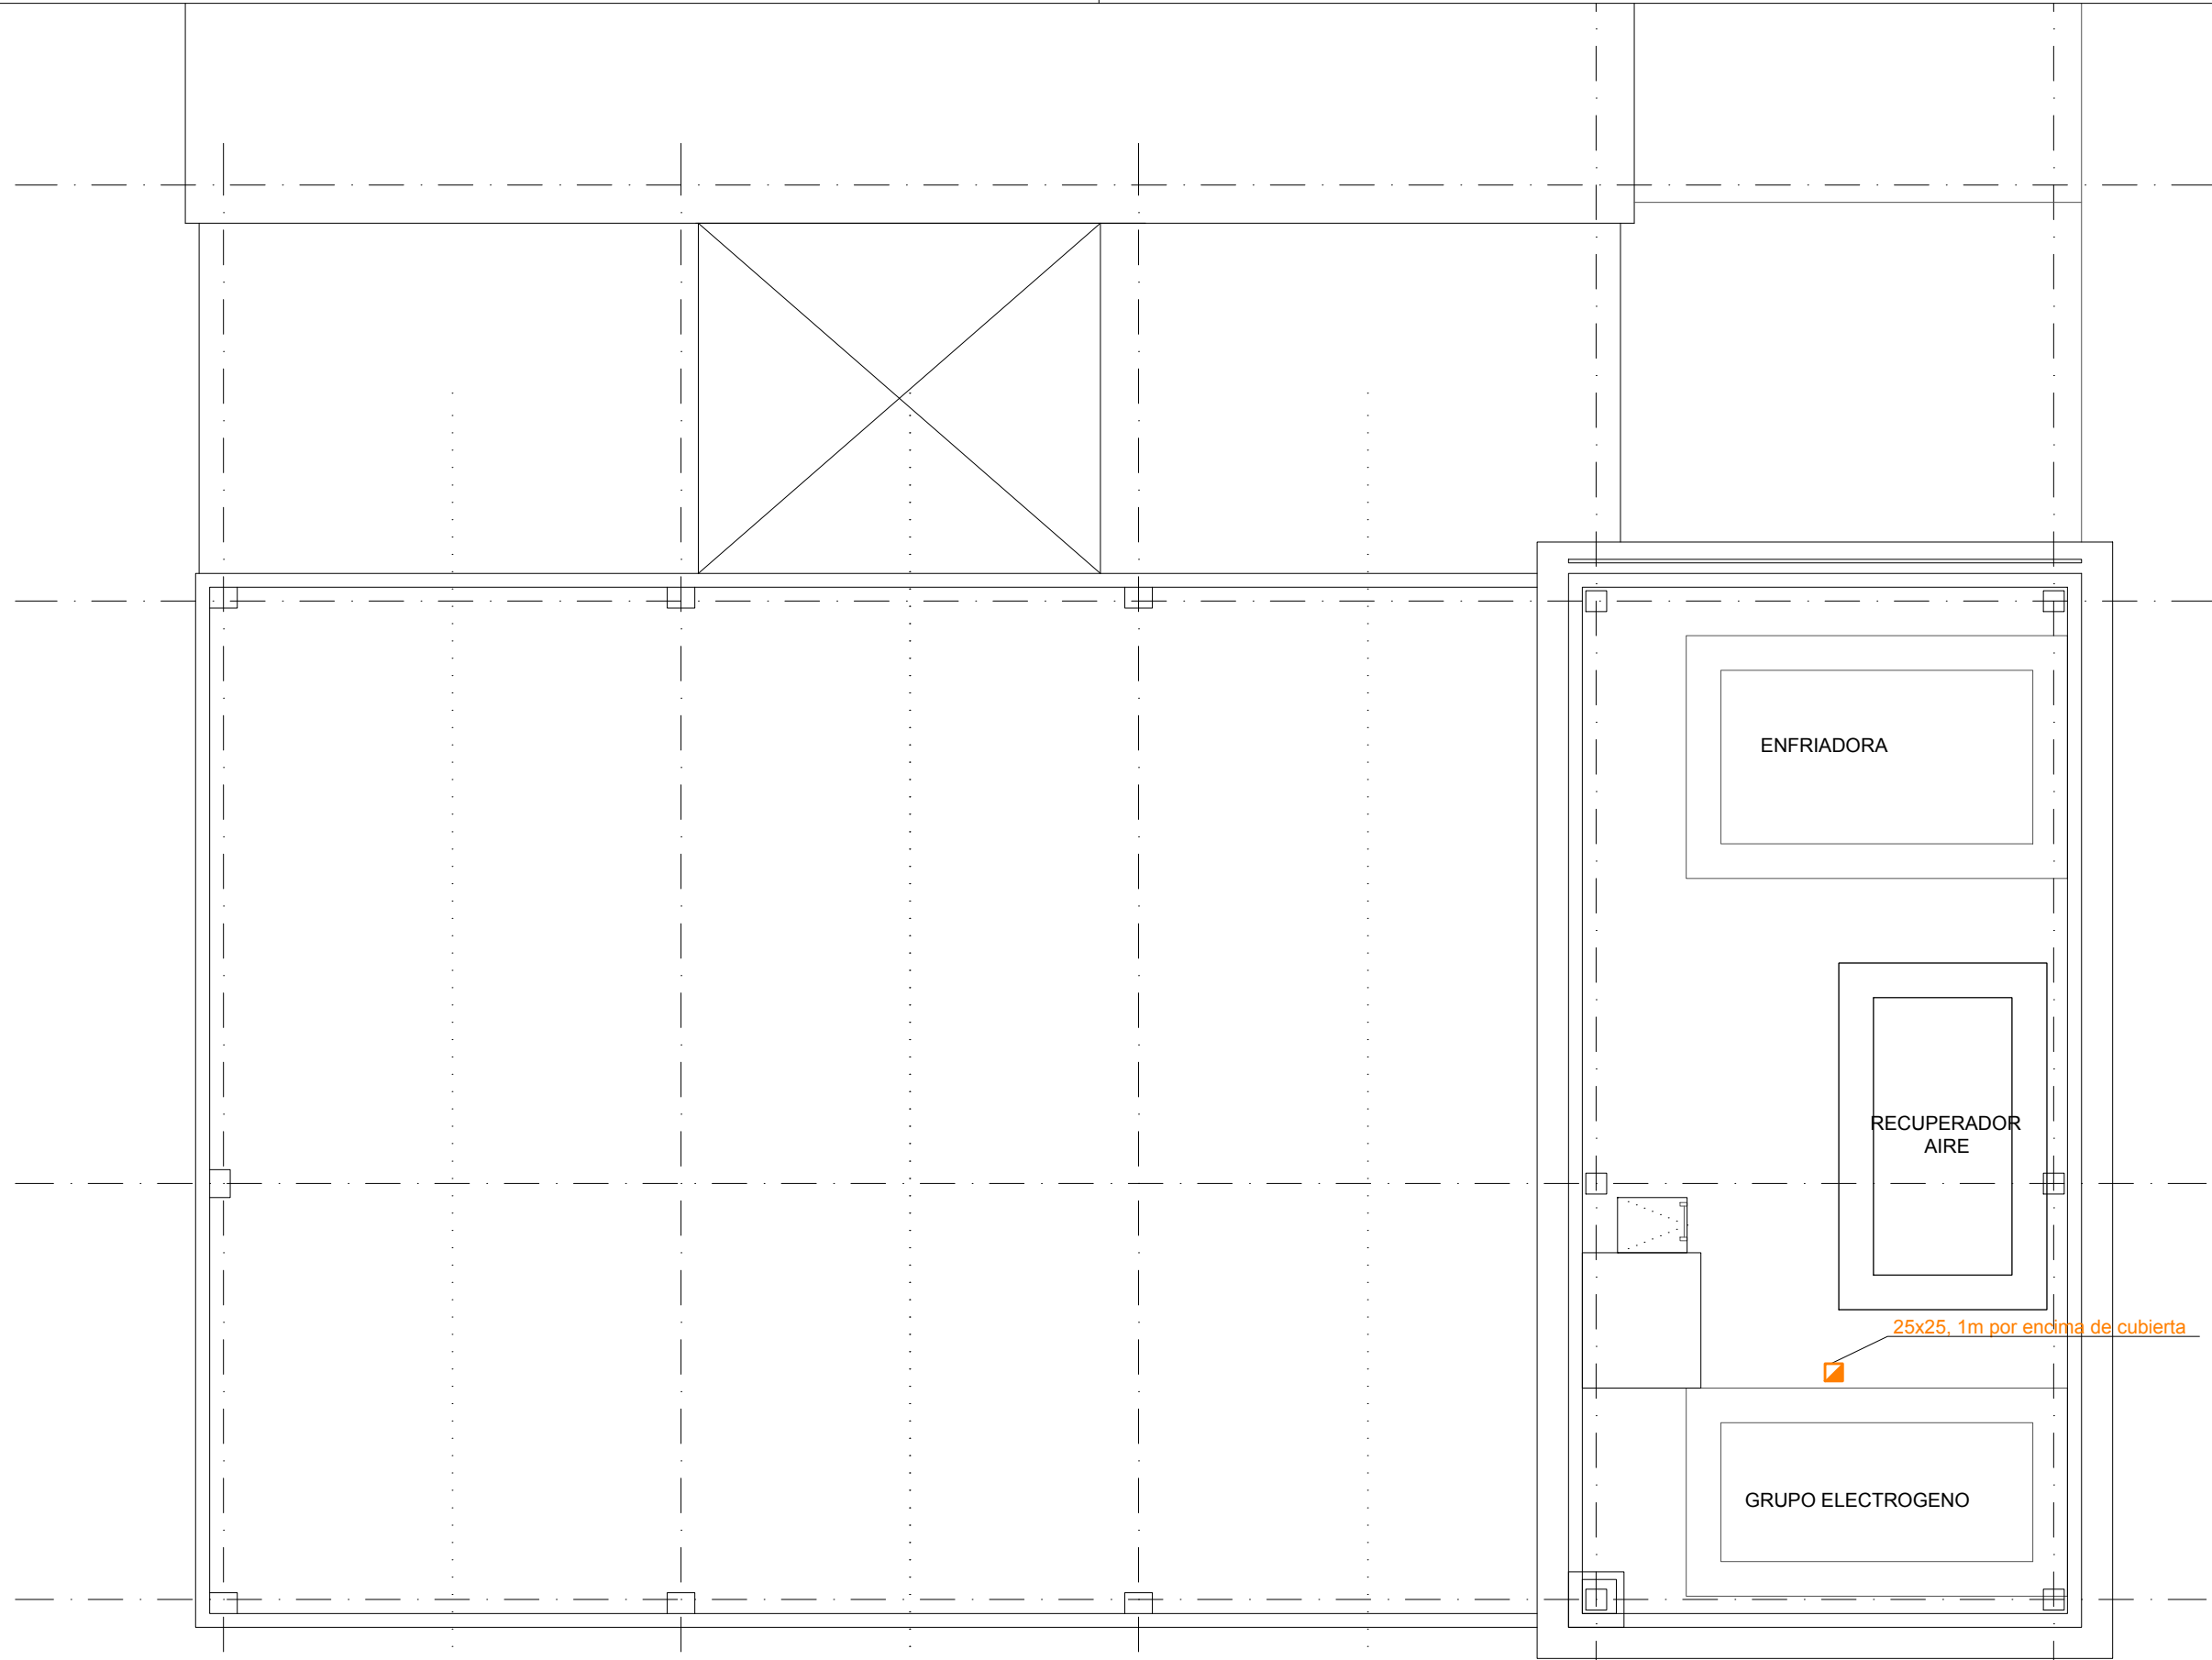 ENFRIADORA
RECUPERADOR
AIRE
25x25, 1m por encima de cubierta
GRUPO ELECTROGENO